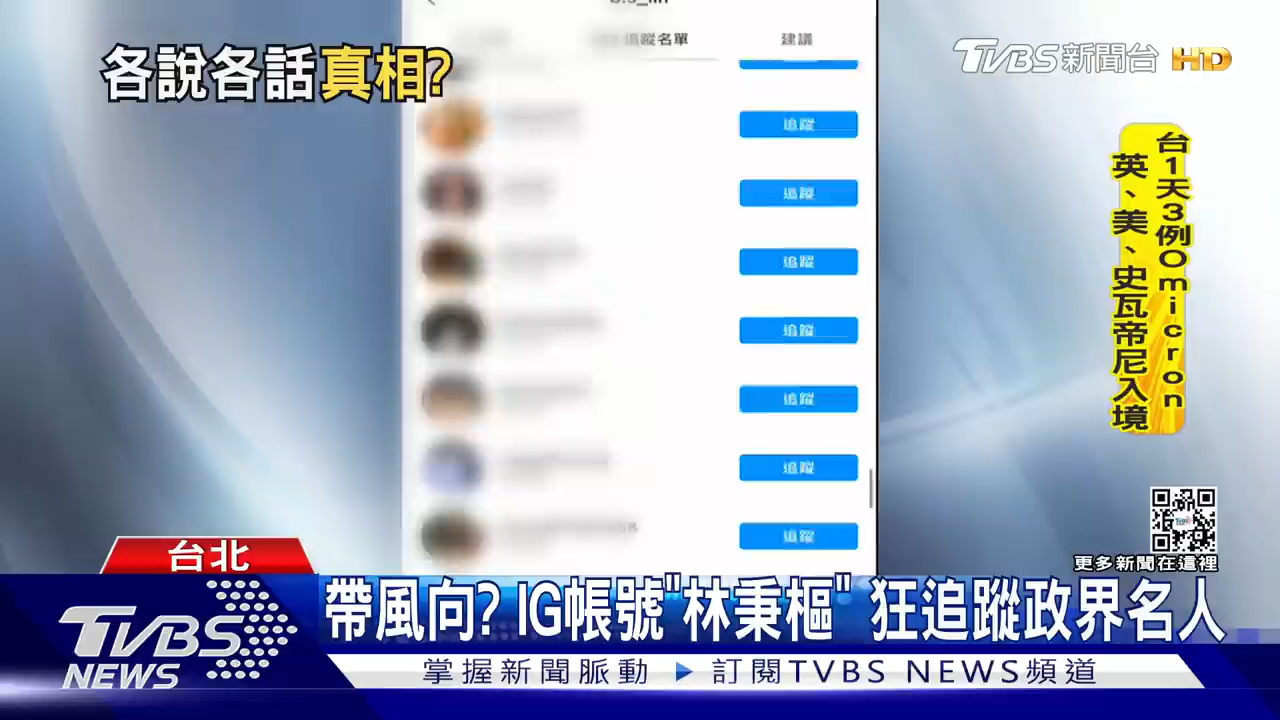 追蹤名單
建議
各說各話真相?
TVBS新聞台 HD
追蹤
追蹤
追蹤
追蹤
追蹤
追蹤
追蹤
台1天3例Omicron
英、美、史瓦帝尼入境
更多新聞在這裡
台北
帶風向? IG帳號"林秉樞" 狂追蹤政界名人
TVBS NEWS
掌握新聞脈動 ▶ 訂閱TVBS NEWS頻道